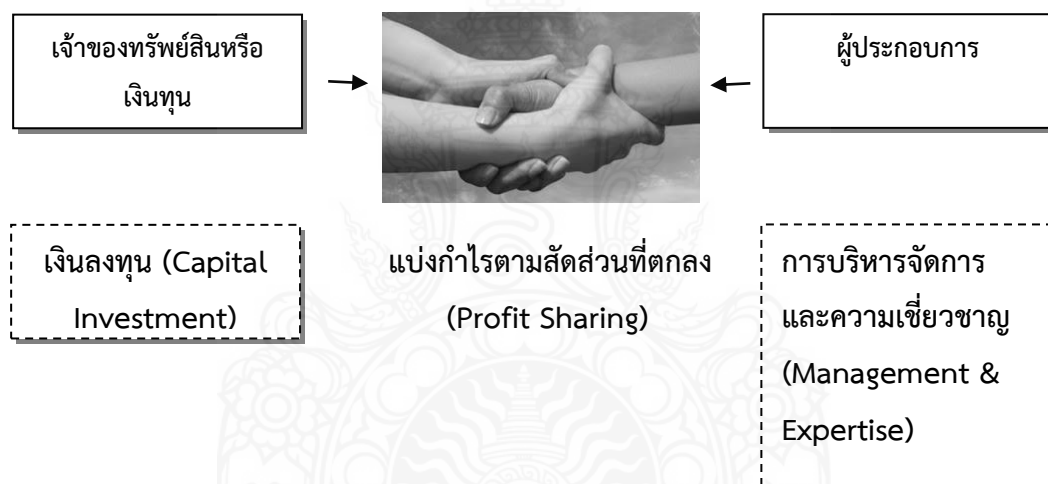 เจ้าของทรัพย์สินหรือ
เงินทุน
ผู้ประกอบการ
เงินลงทุน (Capital
Investment)
แบ่งกำไรตามสัดส่วนที่ตกลง
(Profit Sharing)
การบริหารจัดการ
และความเชี่ยวชาญ
(Management &
Expertise)